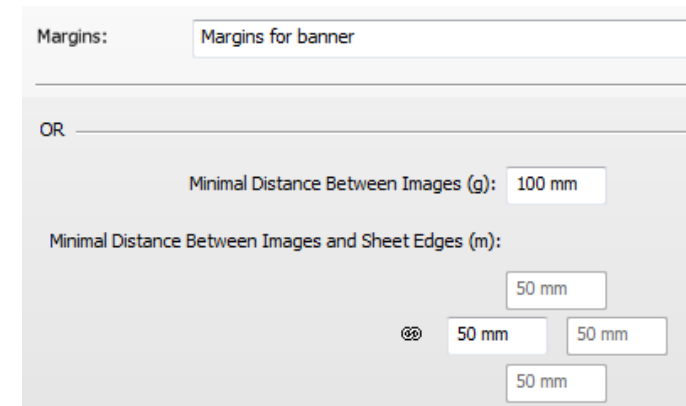 Margins: Margins for banner
OR
Minimal Distance Between Images (g): 100 mm
Minimal Distance Between Images and Sheet Edges (m):
50 mm
50 mm 50 mm
50 mm